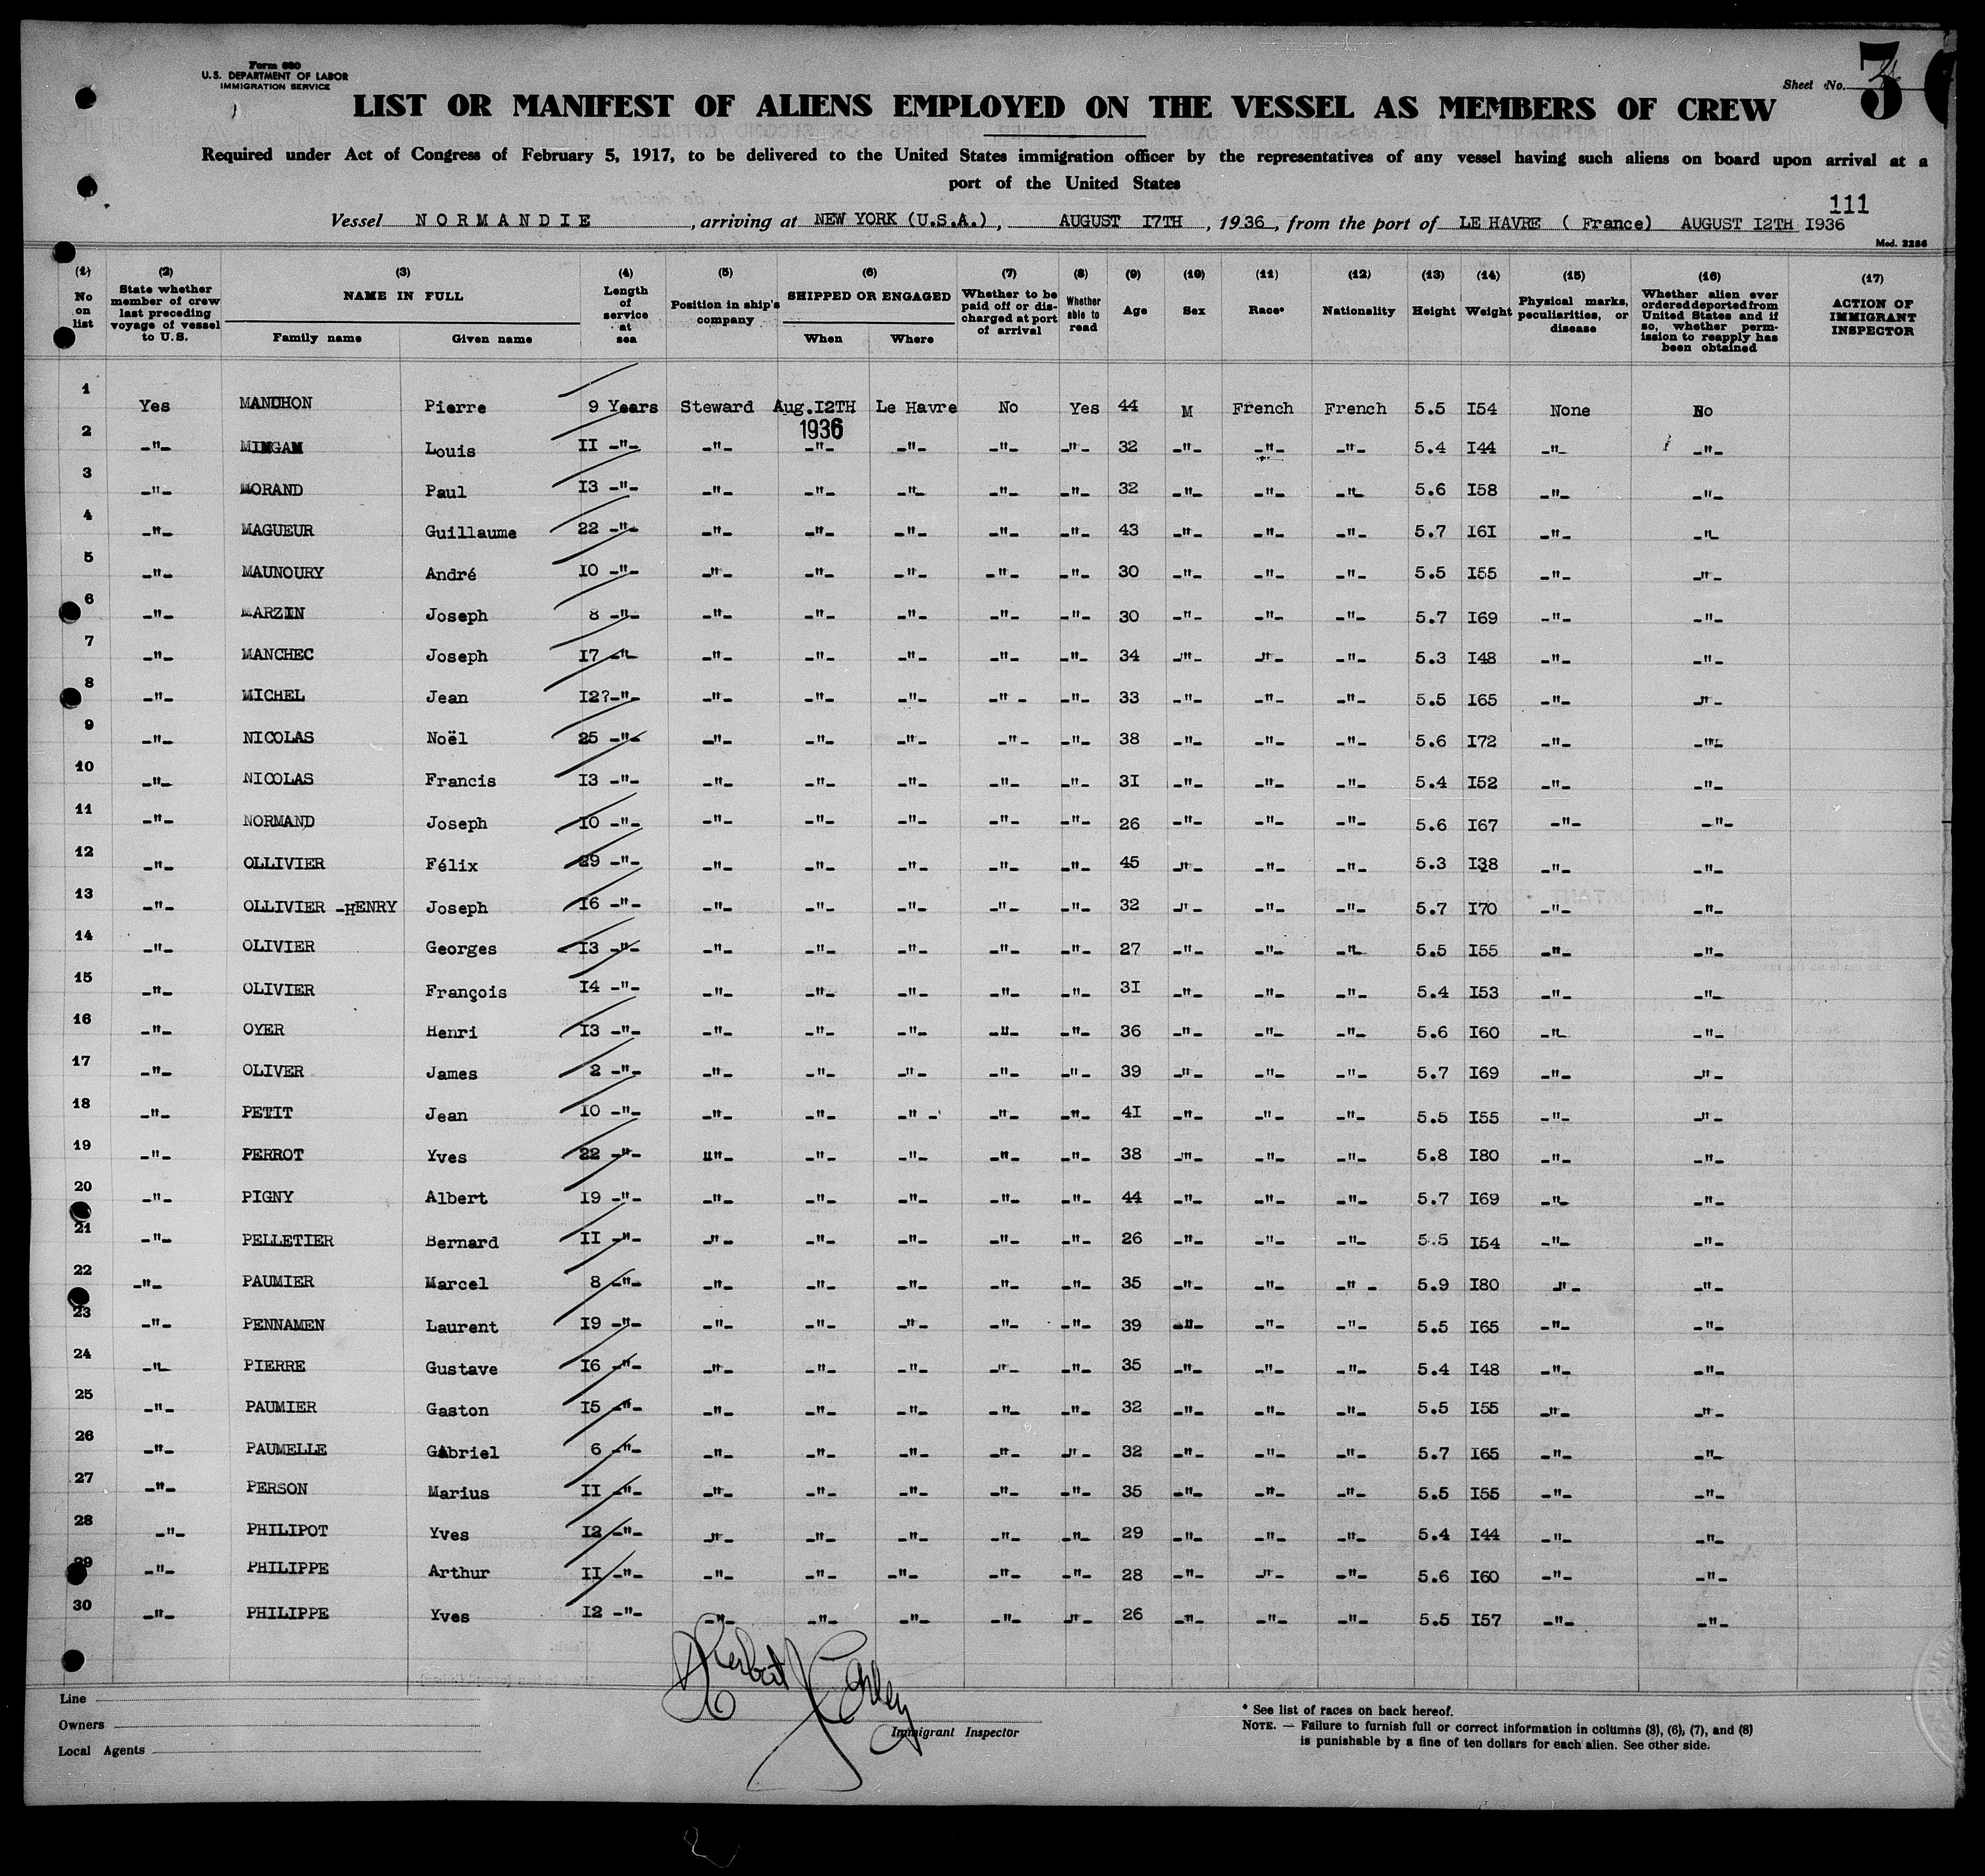 Form 680
U.S. DEPARTMENT OF LABOR
IMMIGRATION SERVICE
Sheet No. 3
LIST OR MANIFEST OF ALIENS EMPLOYED ON THE VESSEL AS MEMBERS OF CREW
Required under Act of Congress of February 5, 1917, to be delivered to the United States immigration officer by the representatives of any vessel having such aliens on board upon arrival at a
port of the United States
111
Vessel NORMANDIE, arriving at NEW YORK (U.S.A.), AUGUST I7TH, 1936, from the port of LE HAVRE ( France) AUGUST I2TH I936
Mod. 2286
(1) No on list (2) State whether member of crew last preceding voyage of vessel to U.S. (3) NAME IN FULL Family name Given name (4) Length of service at sea (5) Position in ship's company (6) SHIPPED OR ENGAGED When Where (7) Whether to be paid off or discharged at port of arrival (8) Whether able to read (9) Age (10) Sex (11) Race* (12) Nationality (13) Height (14) Weight (15) Physical marks, peculiarities, or disease (16) Whether alien ever ordered deported from United States and if so, whether permission to reapply has been obtained (17) ACTION OF IMMIGRANT INSPECTOR
1 Yes MANCHON Pierre 9 Years Steward Aug.I2TH 1936 Le Havre No Yes 44 M French French 5.5 I54 None No
2 -"- MINGAM Louis II -"- -"- -"- -"- -"- -"- 32 -"- -"- -"- 5.4 I44 -"- -"-
3 -"- MORAND Paul I3 -"- -"- -"- -"- -"- -"- 32 -"- -"- -"- 5.6 I58 -"- -"-
4 -"- MAGUEUR Guillaume 22 -"- -"- -"- -"- -"- -"- 43 -"- -"- -"- 5.7 I6I -"- -"-
5 -"- MAUNOURY André IO -"- -"- -"- -"- -"- -"- 30 -"- -"- -"- 5.5 I55 -"- -"-
6 -"- MARZIN Joseph 8 -"- -"- -"- -"- -"- -"- 30 -"- -"- -"- 5.7 I69 -"- -"-
7 -"- MANCHEC Joseph I7 -"- -"- -"- -"- -"- -"- 34 -"- -"- -"- 5.3 I48 -"- -"-
8 -"- MICHEL Jean I2?-"- -"- -"- -"- -"- -"- 33 -"- -"- -"- 5.5 I65 -"- -"-
9 -"- NICOLAS Noël 25 -"- -"- -"- -"- -"- -"- 38 -"- -"- -"- 5.6 I72 -"- -"-
10 -"- NICOLAS Francis I3 -"- -"- -"- -"- -"- -"- 3I -"- -"- -"- 5.4 I52 -"- -"-
11 -"- NORMAND Joseph IO -"- -"- -"- -"- -"- -"- 26 -"- -"- -"- 5.6 I67 -"- -"-
12 -"- OLLIVIER Félix 29 -"- -"- -"- -"- -"- -"- 45 -"- -"- -"- 5.3 I38 -"- -"-
13 -"- OLLIVIER -HENRY Joseph I6 -"- -"- -"- -"- -"- -"- 32 -"- -"- -"- 5.7 I70 -"- -"-
14 -"- OLIVIER Georges I3 -"- -"- -"- -"- -"- -"- 27 -"- -"- -"- 5.5 I55 -"- -"-
15 -"- OLIVIER François I4 -"- -"- -"- -"- -"- -"- 3I -"- -"- -"- 5.4 I53 -"- -"-
16 -"- OYER Henri I3 -"- -"- -"- -"- -"- -"- 36 -"- -"- -"- 5.6 I60 -"- -"-
17 -"- OLIVER James 2 -"- -"- -"- -"- -"- -"- 39 -"- -"- -"- 5.7 I69 -"- -"-
18 -"- PETIT Jean IO -"- -"- -"- -"- -"- -"- 4I -"- -"- -"- 5.5 I55 -"- -"-
19 -"- PERROT Yves 22 -"- -"- -"- -"- -"- -"- 38 -"- -"- -"- 5.8 I80 -"- -"-
20 -"- PIGNY Albert I9 -"- -"- -"- -"- -"- -"- 44 -"- -"- -"- 5.7 I69 -"- -"-
21 -"- PELLETIER Bernard II -"- -"- -"- -"- -"- -"- 26 -"- -"- -"- 5.5 I54 -"- -"-
22 -"- PAUMIER Marcel 8 -"- -"- -"- -"- -"- -"- 35 -"- -"- -"- 5.9 I80 -"- -"-
23 -"- PENNAMEN Laurent I9 -"- -"- -"- -"- -"- -"- 39 -"- -"- -"- 5.5 I65 -"- -"-
24 -"- PIERRE Gustave I6 -"- -"- -"- -"- -"- -"- 35 -"- -"- -"- 5.4 I48 -"- -"-
25 -"- PAUMIER Gaston I5 -"- -"- -"- -"- -"- -"- 32 -"- -"- -"- 5.5 I55 -"- -"-
26 -"- PAUMELLE GAbriel 6 -"- -"- -"- -"- -"- -"- 32 -"- -"- -"- 5.7 I65 -"- -"-
27 -"- PERSON Marius II -"- -"- -"- -"- -"- -"- 35 -"- -"- -"- 5.5 I55 -"- -"-
28 -"- PHILIPOT Yves I2 -"- -"- -"- -"- -"- -"- 29 -"- -"- -"- 5.4 I44 -"- -"-
29 -"- PHILIPPE Arthur II -"- -"- -"- -"- -"- -"- 28 -"- -"- -"- 5.6 I60 -"- -"-
30 -"- PHILIPPE Yves I2 -"- -"- -"- -"- -"- -"- 26 -"- -"- -"- 5.5 I57 -"- -"-
Line
Owners
Local Agents
Immigrant Inspector
* See list of races on back hereof.
NOTE. — Failure to furnish full or correct information in columns (3), (6), (7), and (8)
is punishable by a fine of ten dollars for each alien. See other side.